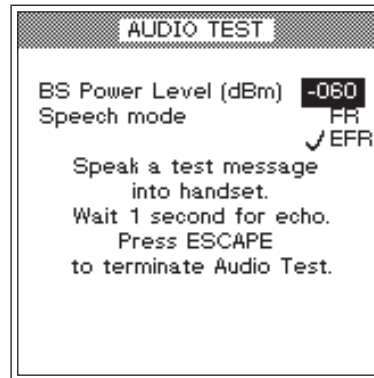 AUDIO TEST
BS Power Level (dBm) -060
Speech mode FR
✓ EFR
Speak a test message
into handset.
Wait 1 second for echo.
Press ESCAPE
to terminate Audio Test.